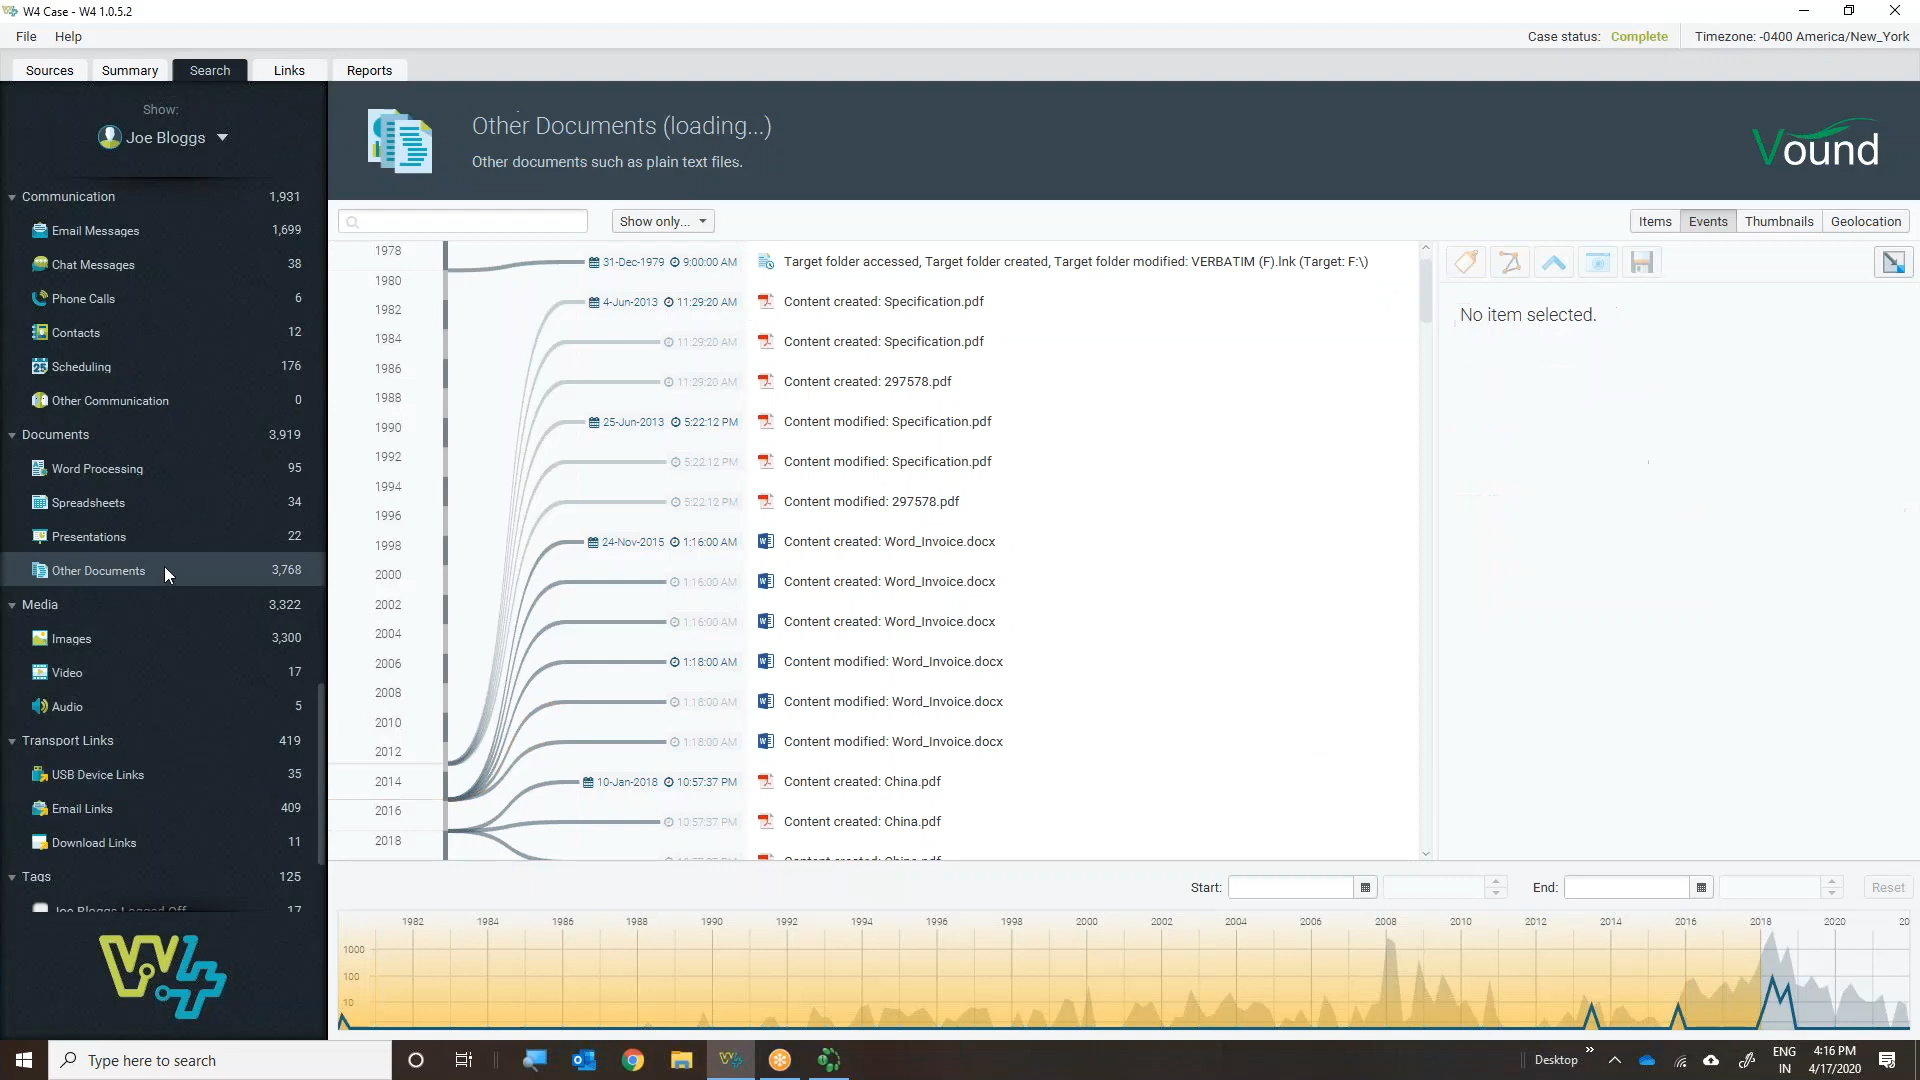 W4 Case - W4 1.0.5.2
File Help
Case status: Complete Timezone: -0400 America/New_York
Sources Summary Search Links Reports
Show:
Joe Bloggs
Other Documents (loading...)
Other documents such as plain text files.
Vound
Communication 1,931
Email Messages 1,699
Chat Messages 38
Phone Calls 6
Contacts 12
Scheduling 176
Other Communication 0
Documents 3,919
Word Processing 95
Spreadsheets 34
Presentations 22
Other Documents 3,768
Media 3,322
Images 3,300
Video 17
Audio 5
Transport Links 419
USB Device Links 35
Email Links 409
Download Links 11
Tags 125
Joe Bloggs Logged Off 17
W4
Show only... Items Events Thumbnails Geolocation
1978
1980
1982
1984
1986
1988
1990
1992
1994
1996
1998
2000
2002
2004
2006
2008
2010
2012
2014
2016
2018
31-Dec-1979 9:00:00 AM Target folder accessed, Target folder created, Target folder modified: VERBATIM (F).lnk (Target: F:\)
4-Jun-2013 11:29:20 AM Content created: Specification.pdf
11:29:20 AM Content created: Specification.pdf
11:29:20 AM Content created: 297578.pdf
25-Jun-2013 5:22:12 PM Content modified: Specification.pdf
5:22:12 PM Content modified: Specification.pdf
5:22:12 PM Content modified: 297578.pdf
24-Nov-2015 1:16:00 AM Content created: Word_Invoice.docx
1:16:00 AM Content created: Word_Invoice.docx
1:16:00 AM Content created: Word_Invoice.docx
1:18:00 AM Content modified: Word_Invoice.docx
1:18:00 AM Content modified: Word_Invoice.docx
1:18:00 AM Content modified: Word_Invoice.docx
10-Jan-2018 10:57:37 PM Content created: China.pdf
10:57:37 PM Content created: China.pdf
10:57:37 PM Content created: China.pdf
No item selected.
Start: End: Reset
1982 1984 1986 1988 1990 1992 1994 1996 1998 2000 2002 2004 2006 2008 2010 2012 2014 2016 2018 2020 20
1000
100
10
Type here to search
Desktop
ENG
IN
4:16 PM
4/17/2020